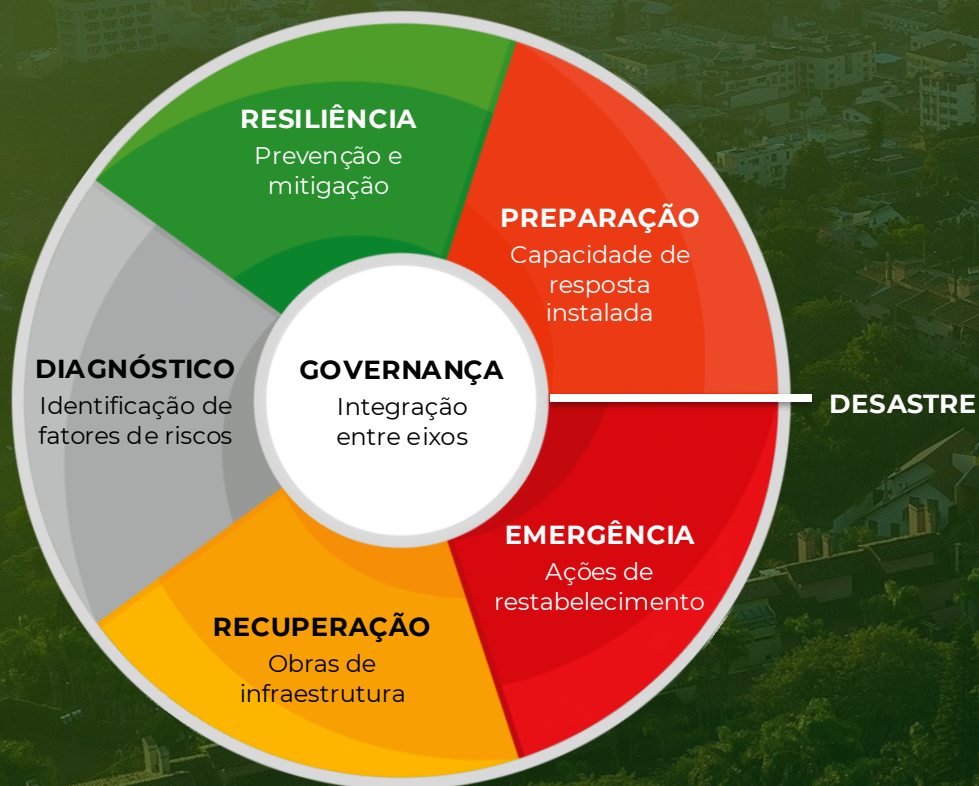 RESILIÊNCIA
Prevenção e
mitigação
PREPARAÇÃO
Capacidade de
resposta
instalada
DIAGNÓSTICO
Identificação de
fatores de riscos
GOVERNANÇA
Integração
entre eixos
DESASTRE
EMERGÊNCIA
Ações de
restabelecimento
RECUPERAÇÃO
Obras de
infraestrutura